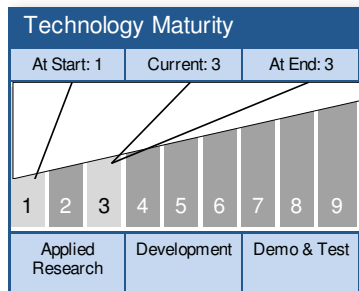 Technology Maturity
At Start: 1 Current: 3 At End: 3
1 2 3 4 5 6 7 8 9
Applied Research Development Demo & Test